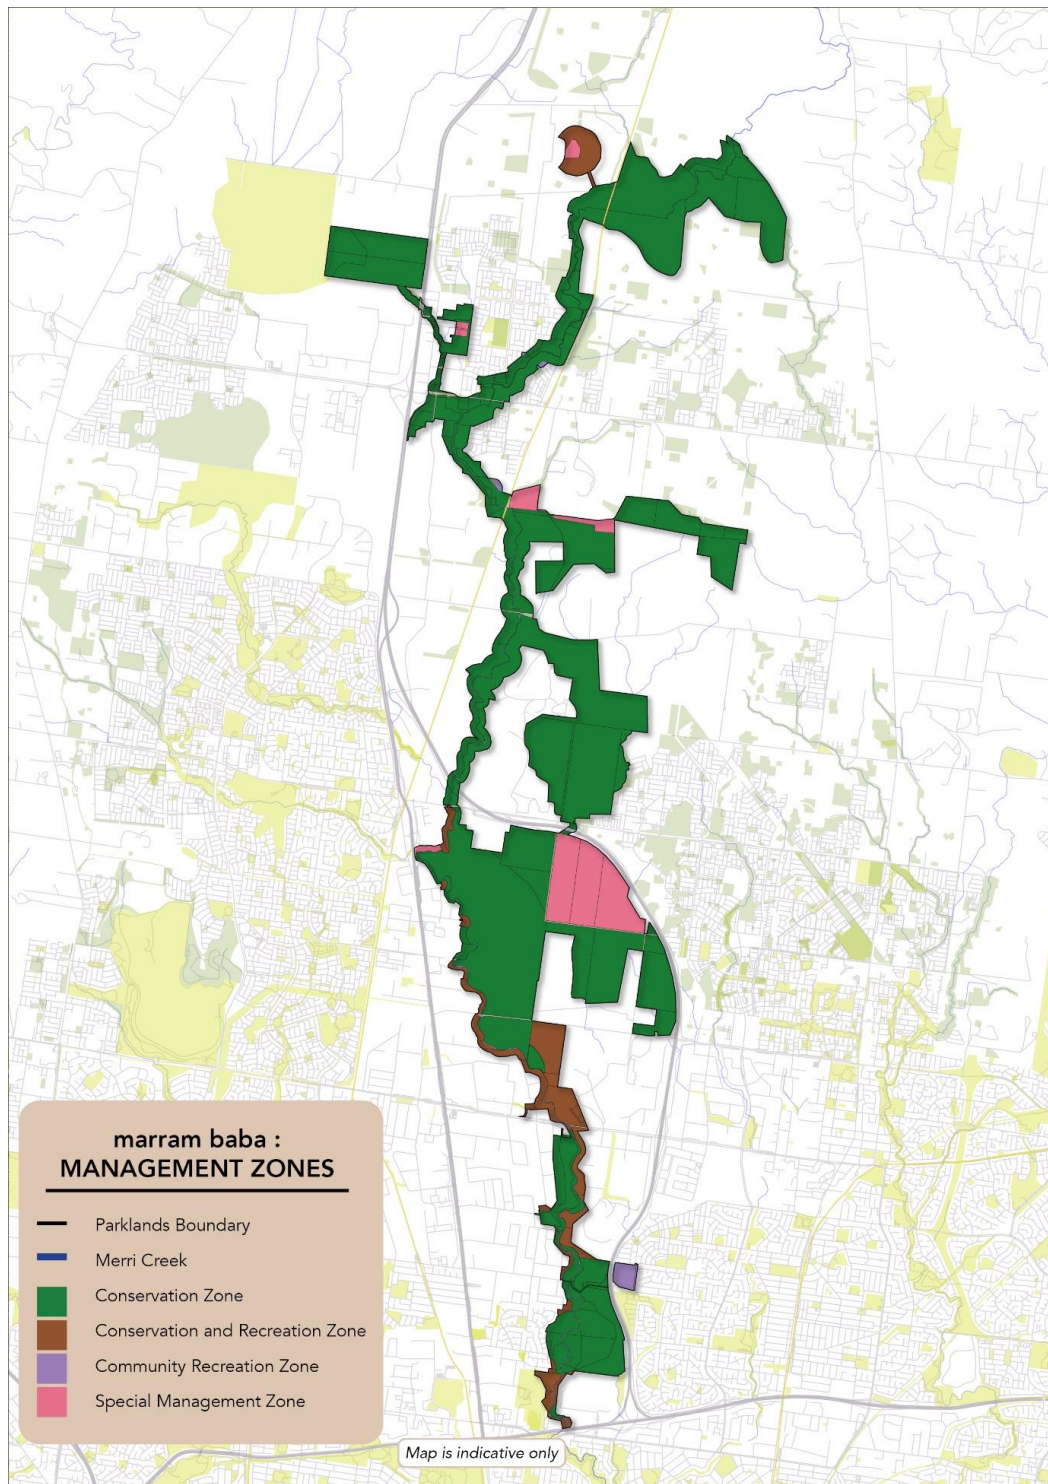 marram baba :
MANAGEMENT ZONES
Parklands Boundary
Merri Creek
Conservation Zone
Conservation and Recreation Zone
Community Recreation Zone
Special Management Zone
Map is indicative only